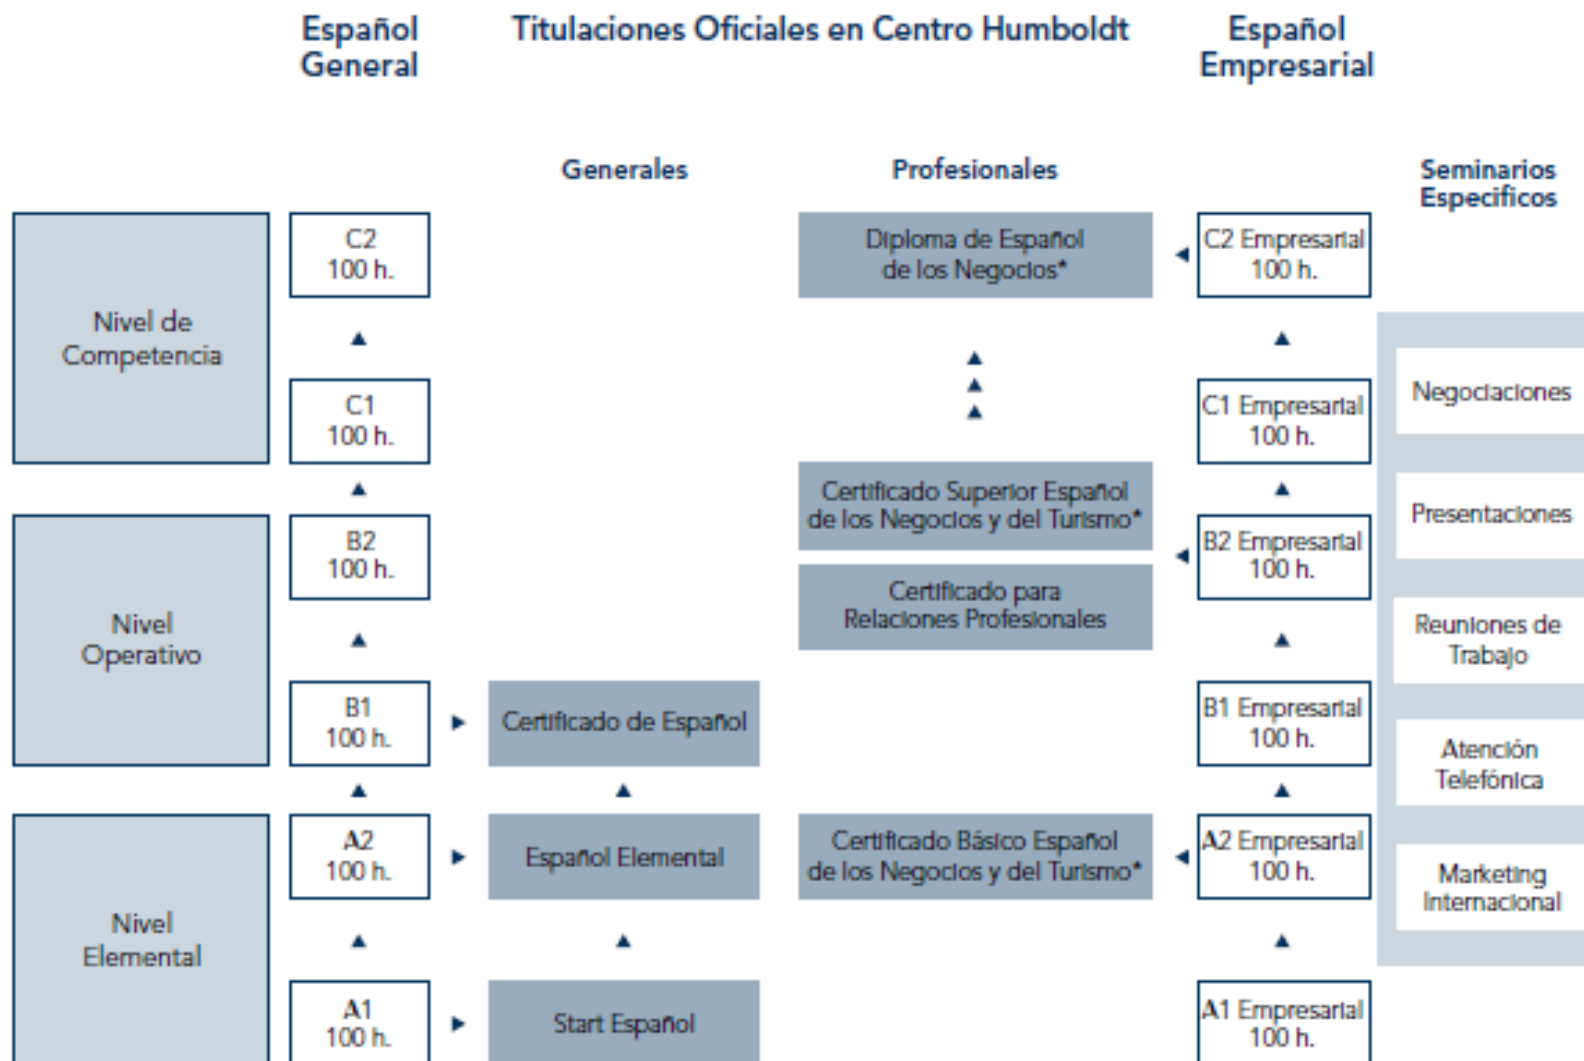 Español
General
Titulaciones Oficiales en Centro Humboldt
Español
Empresarial
Generales
Profesionales
Seminarios
Específicos
Nivel de
Competencia
C2
100 h.
Diploma de Español
de los Negocios*
C2 Empresarial
100 h.
C1
100 h.
C1 Empresarial
100 h.
Negociaciones
Certificado Superior Español
de los Negocios y del Turismo*
Presentaciones
Nivel
Operativo
B2
100 h.
B2 Empresarial
100 h.
Certificado para
Relaciones Profesionales
Reuniones de
Trabajo
B1
100 h.
Certificado de Español
B1 Empresarial
100 h.
Atención
Telefónica
Nivel
Elemental
A2
100 h.
Español Elemental
Certificado Básico Español
de los Negocios y del Turismo*
A2 Empresarial
100 h.
Marketing
Internacional
A1
100 h.
Start Español
A1 Empresarial
100 h.